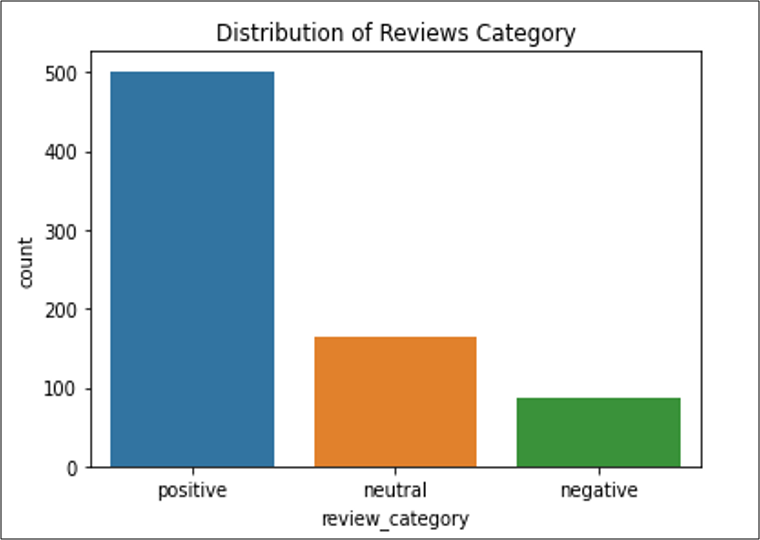 Distribution of Reviews Category
500
400
300
200
100
0
count
positive neutral negative
review_category